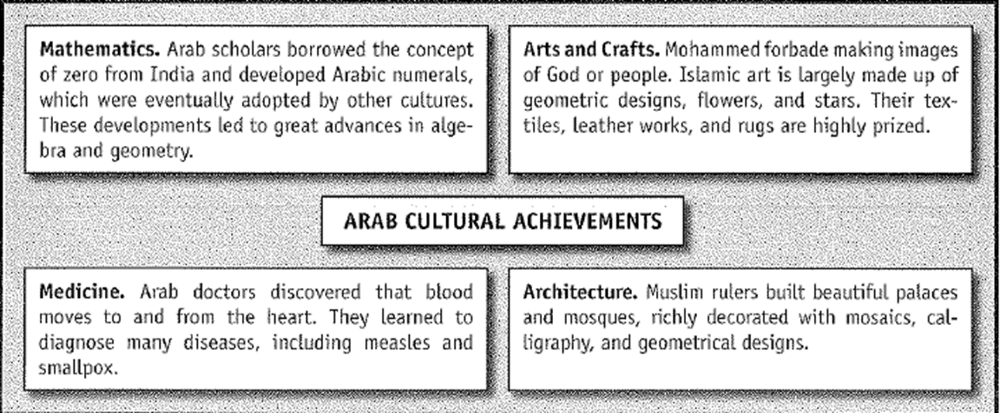 Mathematics. Arab scholars borrowed the concept
of zero from India and developed Arabic numerals,
which were eventually adopted by other cultures.
These developments led to great advances in alge-
bra and geometry.
Arts and Crafts. Mohammed forbade making images
of God or people. Islamic art is largely made up of
geometric designs, flowers, and stars. Their tex-
tiles, leather works, and rugs are highly prized.
ARAB CULTURAL ACHIEVEMENTS
Medicine. Arab doctors discovered that blood
moves to and from the heart. They learned to
diagnose many diseases, including measles and
smallpox.
Architecture. Muslim rulers built beautiful palaces
and mosques, richly decorated with mosaics, cal-
ligraphy, and geometrical designs.